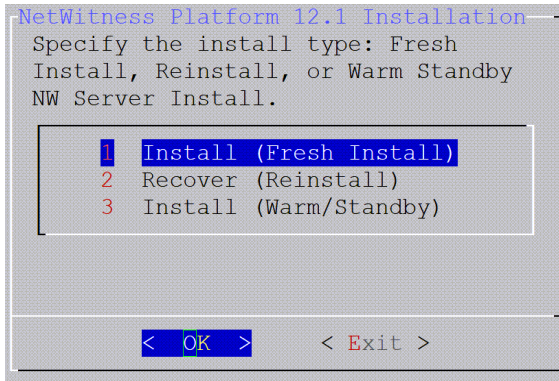 NetWitness Platform 12.1 Installation
Specify the install type: Fresh
Install, Reinstall, or Warm Standby
NW Server Install.
1 Install (Fresh Install)
2 Recover (Reinstall)
3 Install (Warm/Standby)
< OK > < Exit >